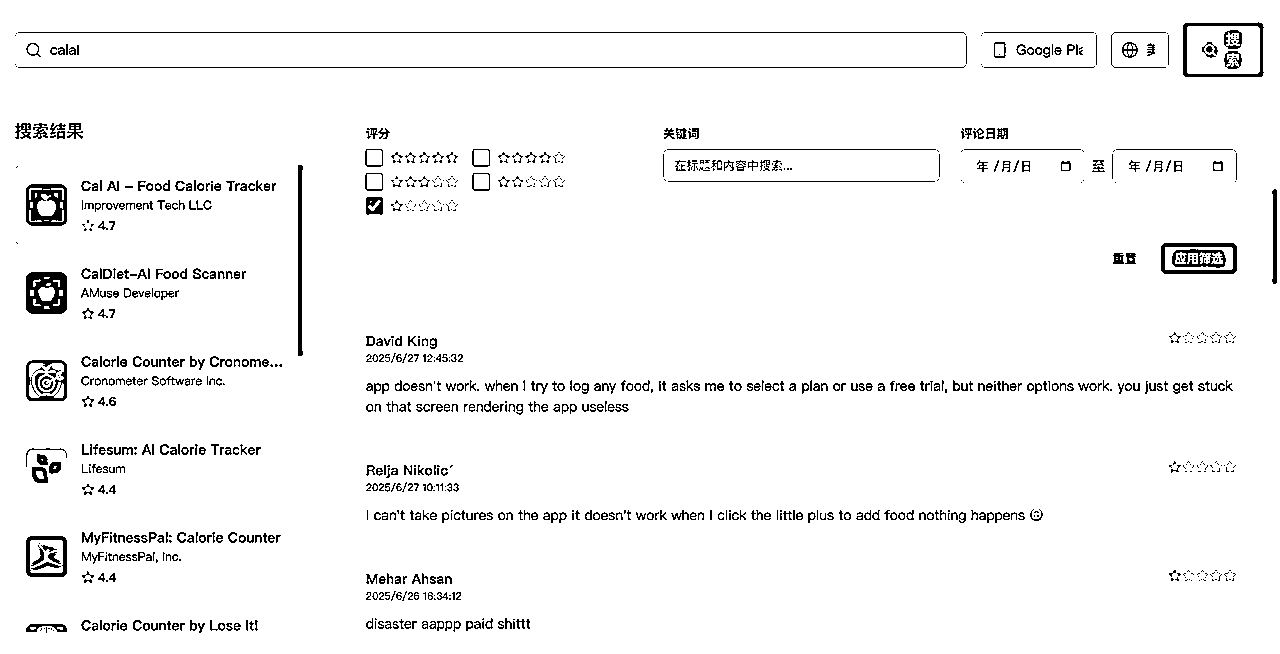 calal
Google Pla
搜索
搜索结果
Cal AI – Food Calorie Tracker
Improvement Tech LLC
4.7
CalDiet-AI Food Scanner
AMuse Developer
4.7
Calorie Counter by Cronome...
Cronometer Software Inc.
4.6
Lifesum: AI Calorie Tracker
Lifesum
4.4
MyFitnessPal: Calorie Counter
MyFitnessPal, Inc.
4.4
Calorie Counter by Lose It!
评分
关键词
在标题和内容中搜索...
评论日期
年 /月/日 至 年 /月/日
重置 应用筛选
David King
2025/6/27 12:45:32
app doesn't work. when I try to log any food, it asks me to select a plan or use a free trial, but neither options work. you just get stuck
on that screen rendering the app useless
Relja Nikolic´
2025/6/27 10:11:33
I can't take pictures on the app it doesn't work when I click the little plus to add food nothing happens
Mehar Ahsan
2025/6/26 16:34:12
disaster aappp paid shittt